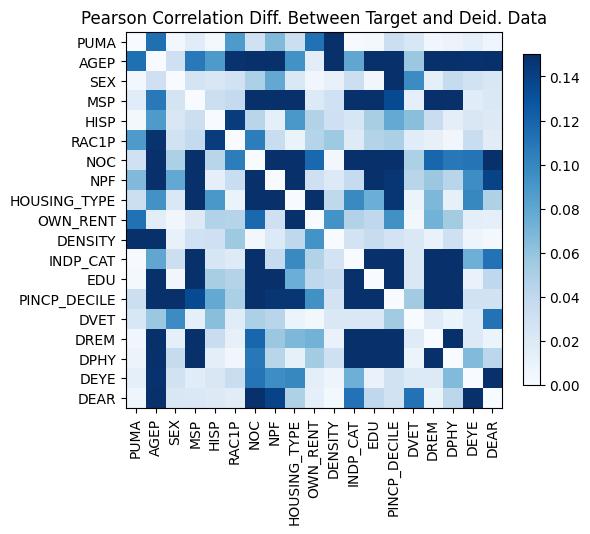 Pearson Correlation Diff. Between Target and Deid. Data
PUMA
AGEP
SEX
MSP
HISP
RAC1P
NOC
NPF
HOUSING_TYPE
OWN_RENT
DENSITY
INDP_CAT
EDU
PINCP_DECILE
DVET
DREM
DPHY
DEYE
DEAR
PUMA
AGEP
SEX
MSP
HISP
RAC1P
NOC
NPF
HOUSING_TYPE
OWN_RENT
DENSITY
INDP_CAT
EDU
PINCP_DECILE
DVET
DREM
DPHY
DEYE
DEAR
0.14
0.12
0.10
0.08
0.06
0.04
0.02
0.00